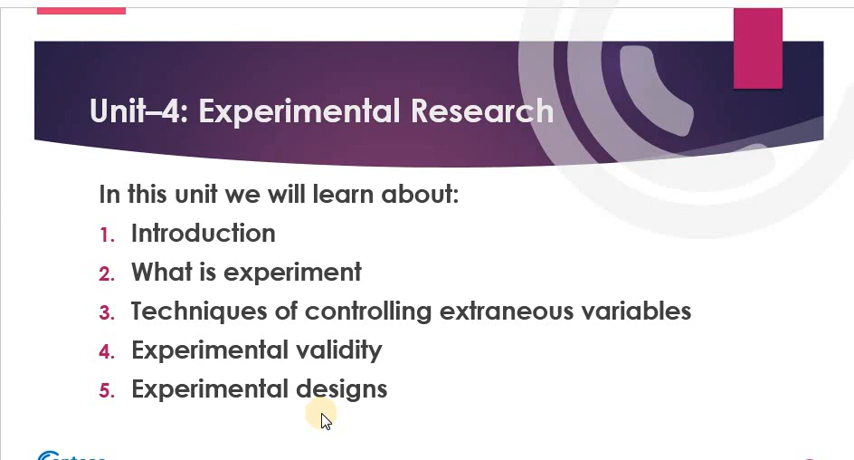 Unit–4: Experimental Research
In this unit we will learn about:
1. Introduction
2. What is experiment
3. Techniques of controlling extraneous variables
4. Experimental validity
5. Experimental designs